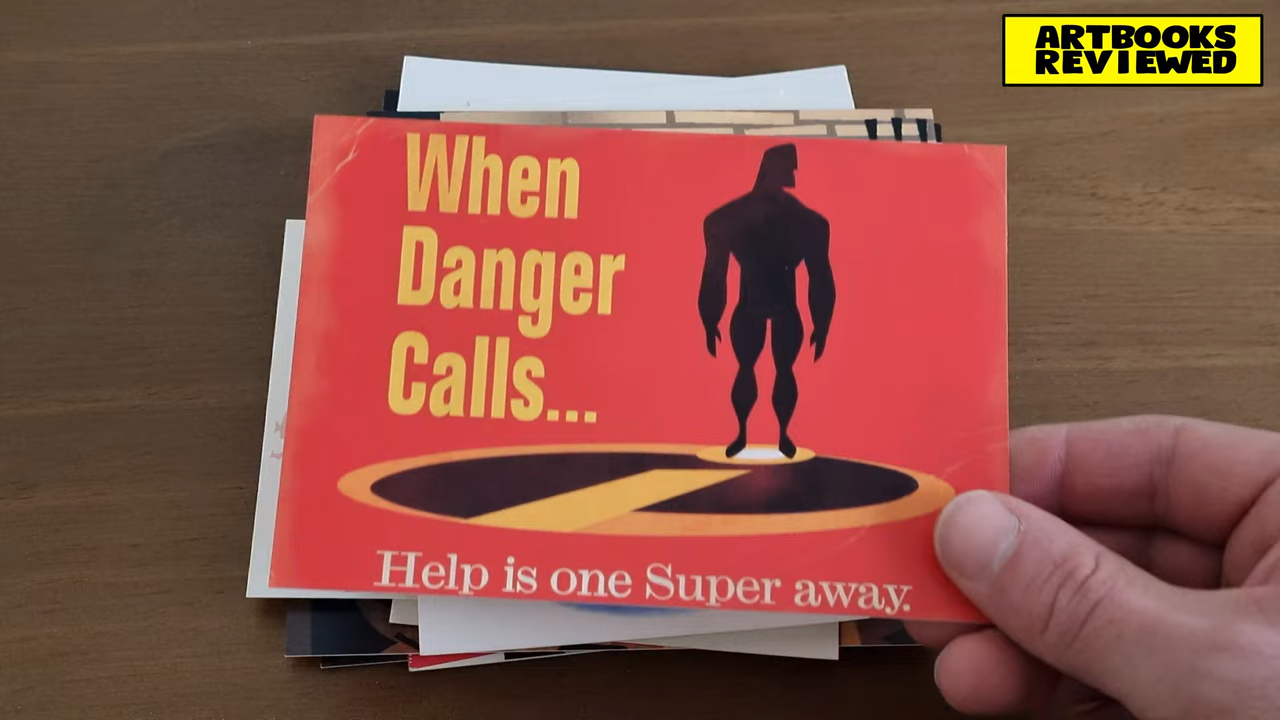 ARTBOOKS
REVIEWED
When
Danger
Calls...
Help is one Super away.